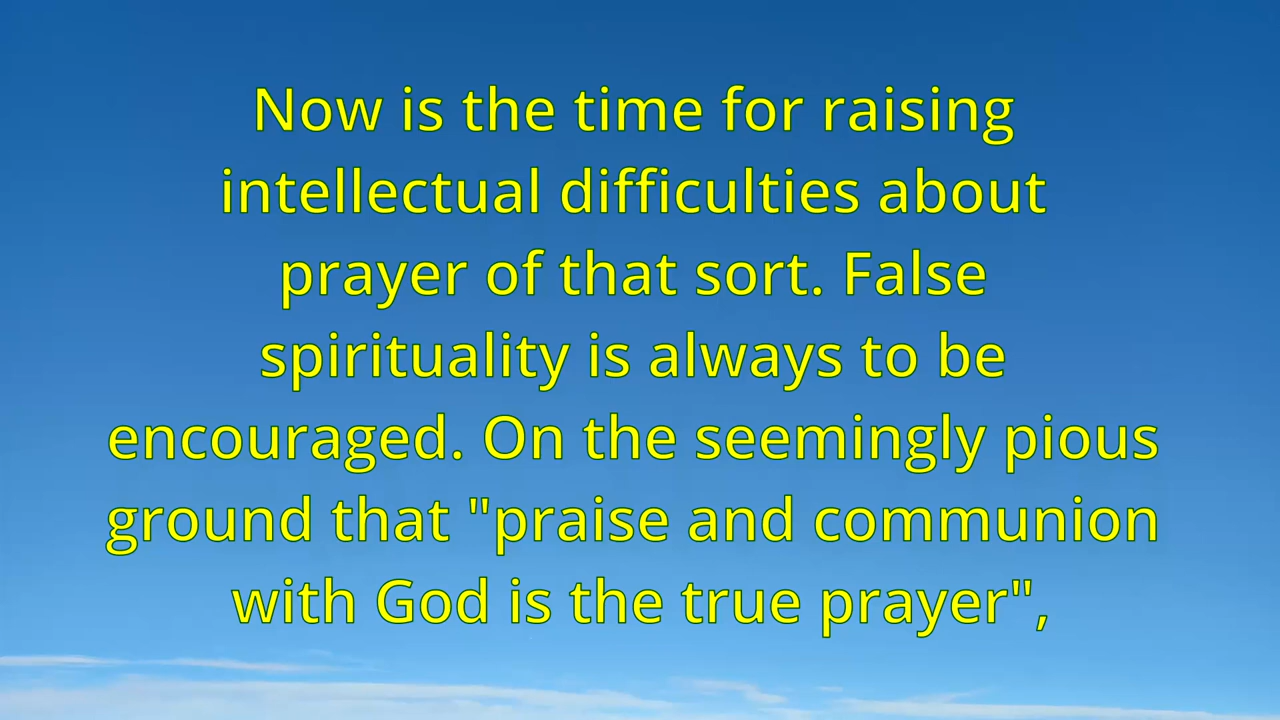 Now is the time for raising
intellectual difficulties about
prayer of that sort. False
spirituality is always to be
encouraged. On the seemingly pious
ground that "praise and communion
with God is the true prayer",